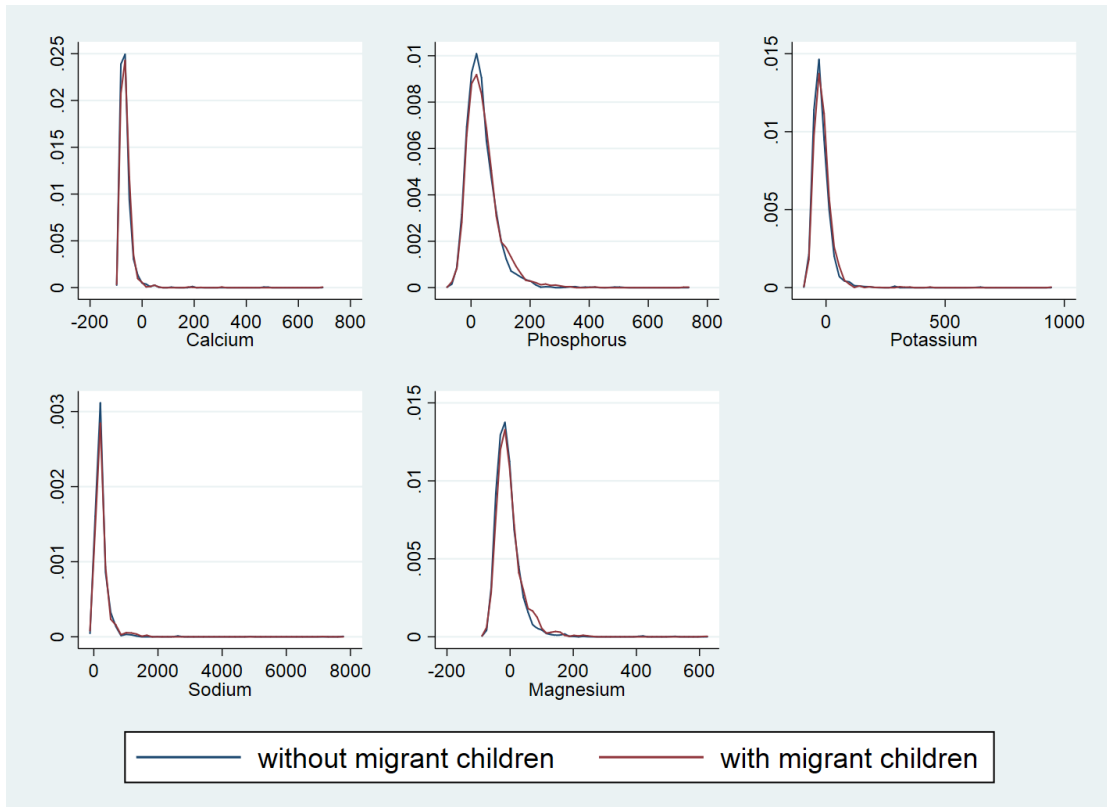 0 .005 .01 .015 .02 .025
-200 0 200 400 600 800
Calcium
0 .002 .004 .006 .008 .01
0 200 400 600 800
Phosphorus
0 .005 .01 .015
0 500 1000
Potassium
0 .001 .002 .003
0 2000 4000 6000 8000
Sodium
0 .005 .01 .015
-200 0 200 400 600
Magnesium
without migrant children with migrant children